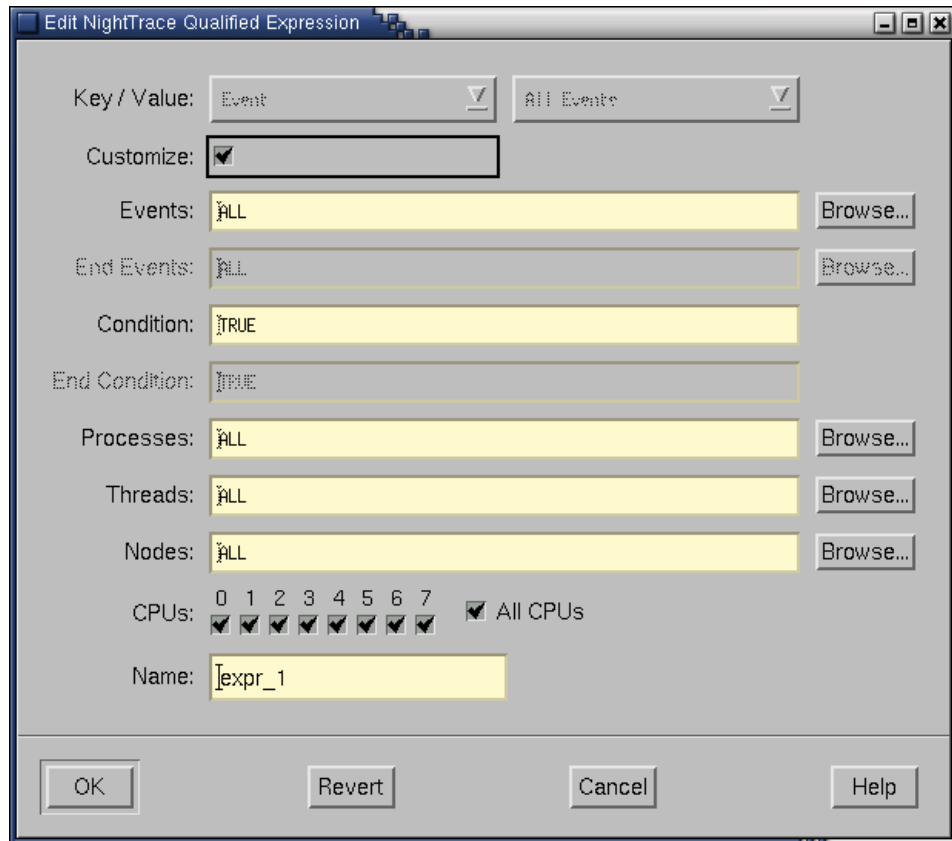 Edit NightTrace Qualified Expression
Key / Value: Event All Events
Customize:
Events: ALL Browse...
End Events: ALL Browse...
Condition: TRUE
End Condition: TRUE
Processes: ALL Browse...
Threads: ALL Browse...
Nodes: ALL Browse...
0 1 2 3 4 5 6 7
CPUs: All CPUs
Name: expr_1
OK Revert Cancel Help